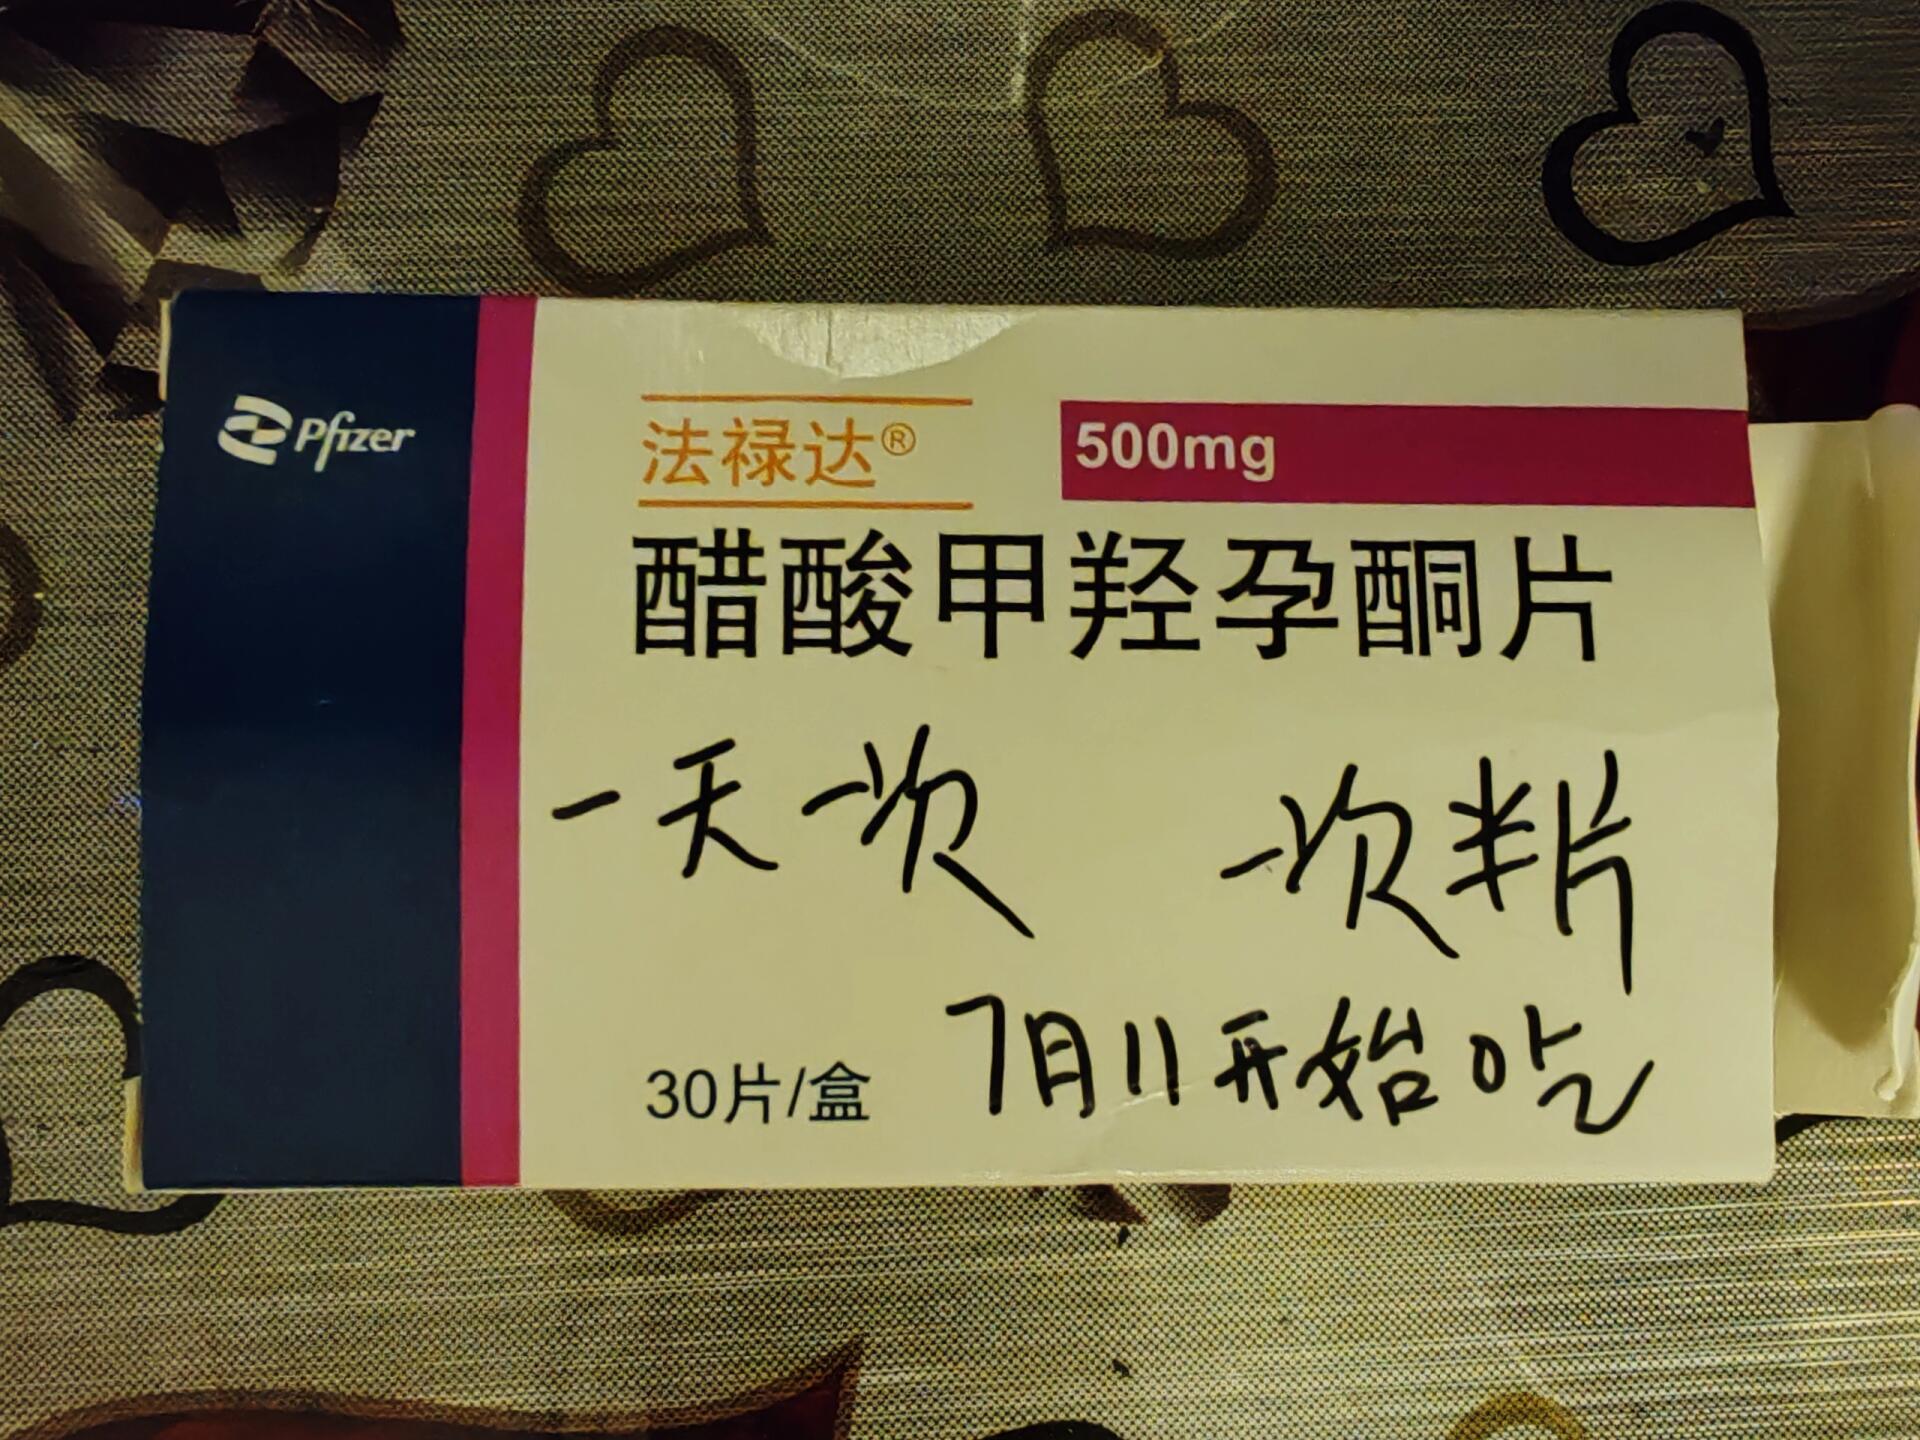 Pfizer
法禄达®
500mg
醋酸甲羟孕酮片
一天一次 一次半片
7月11开始吃
30片/盒